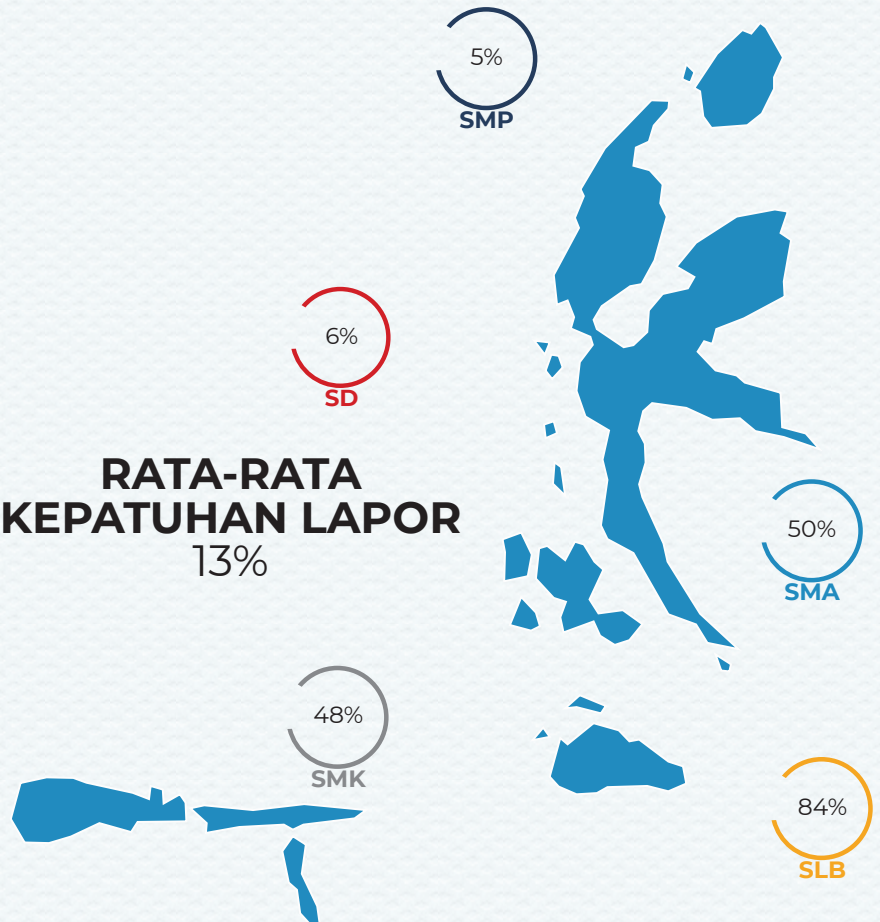 5%
SMP
6%
SD
RATA-RATA
KEPATUHAN LAPOR
13%
50%
SMA
48%
SMK
84%
SLB